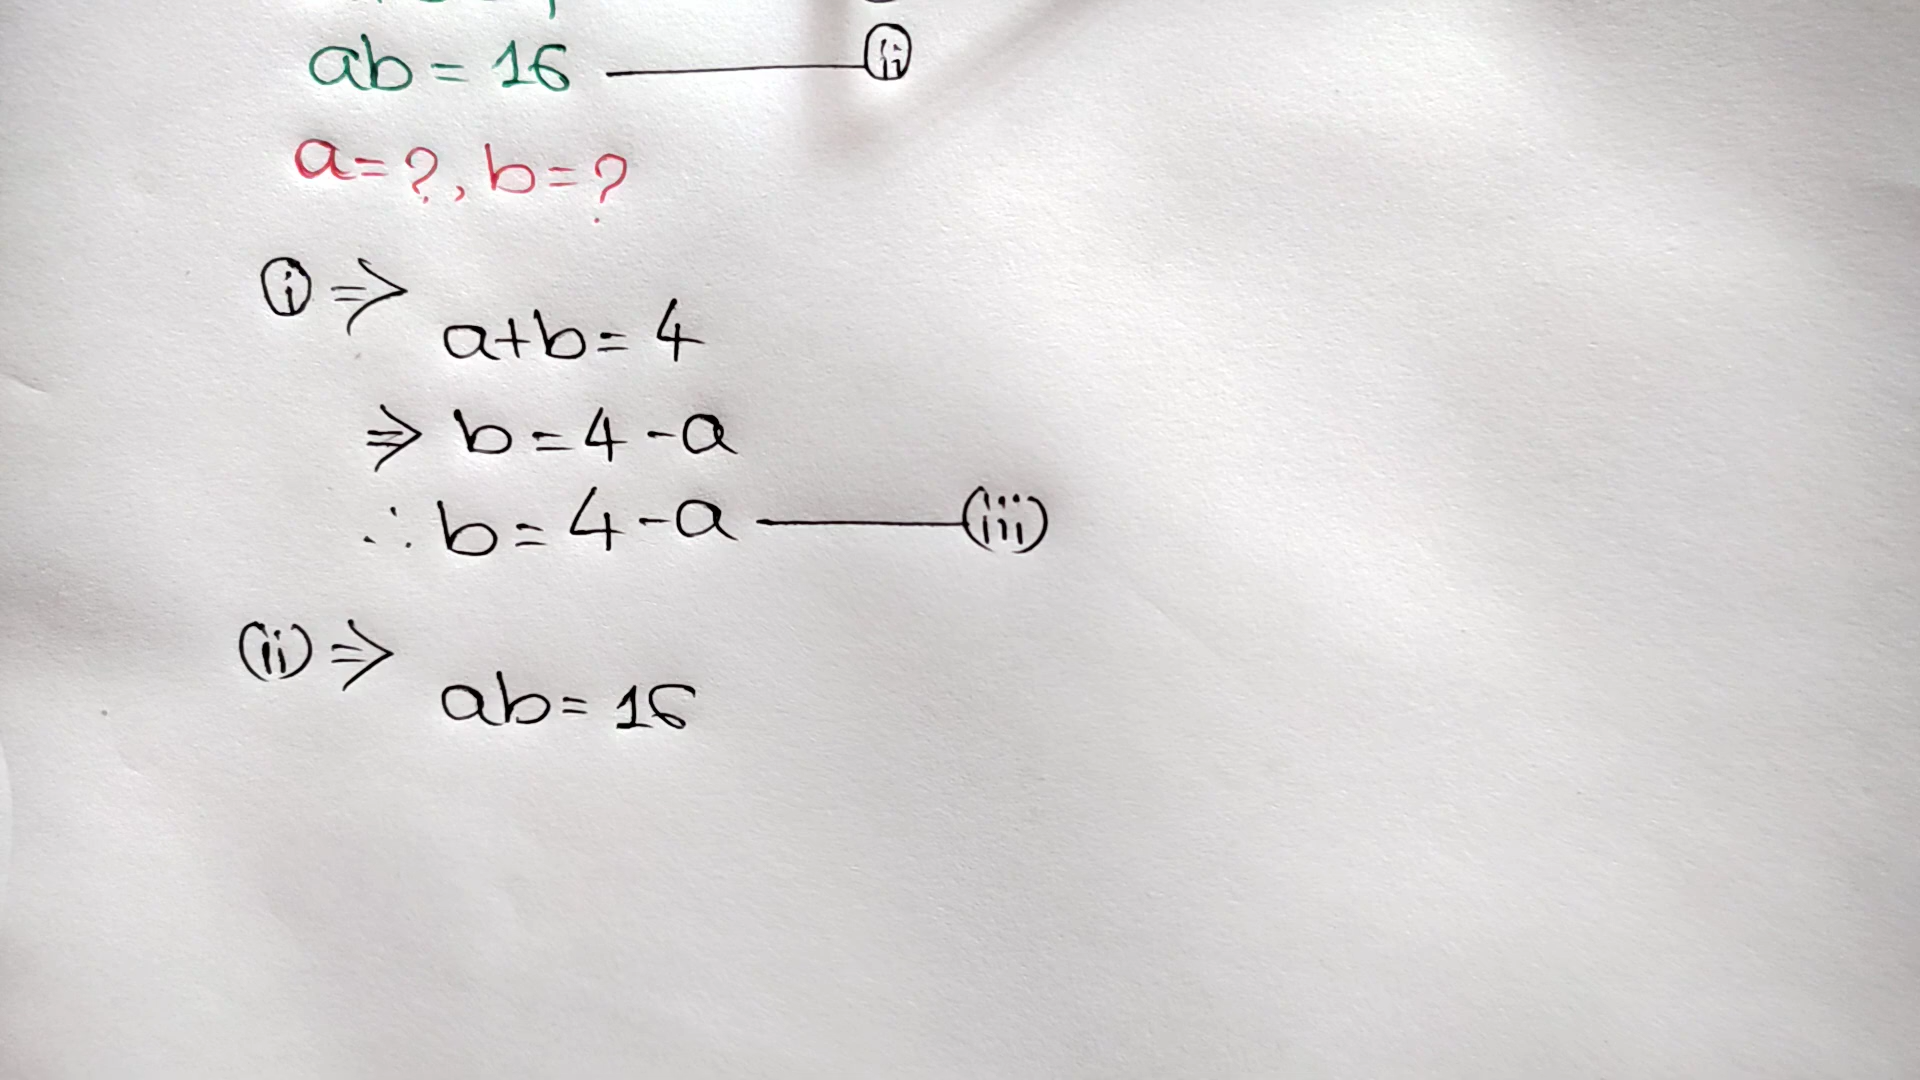 ab = 16 ——— (ii)
a = ?, b = ?
(i) ⇒
a+b = 4
⇒ b = 4 - a
∴ b = 4 - a ——— (iii)
(ii) ⇒
ab = 16